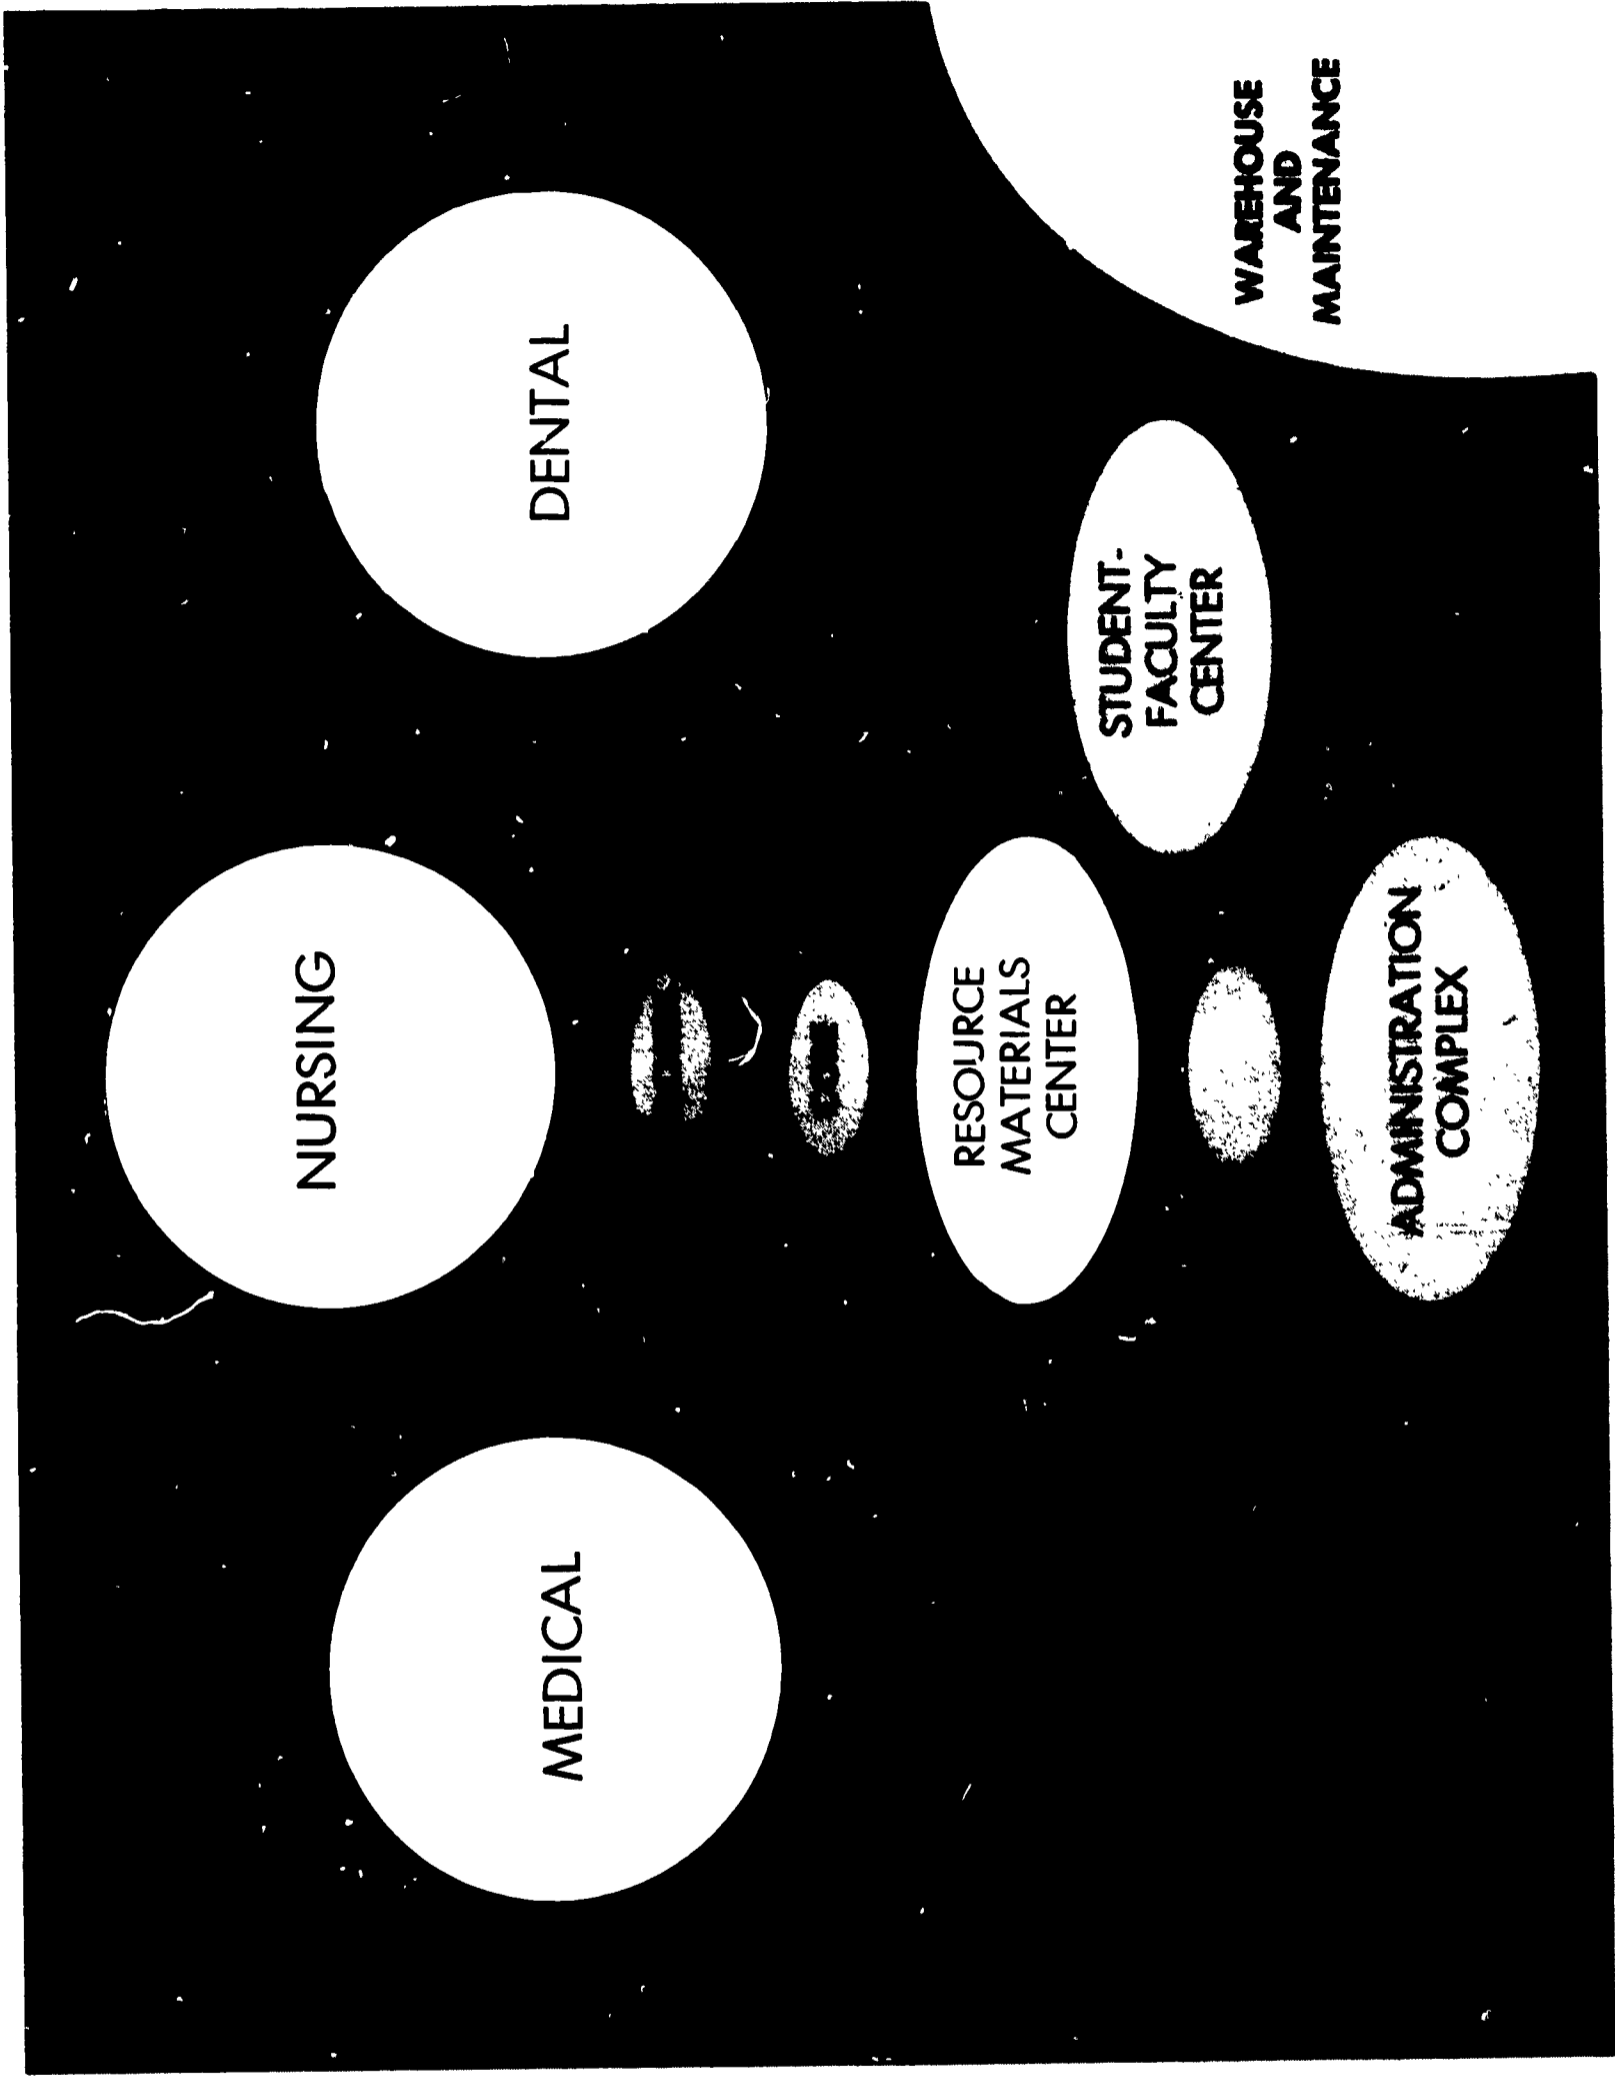 NURSING
MEDICAL
DENTAL
RESOURCE
MATERIALS
CENTER
STUDENT-
FACULTY
CENTER
WAREHOUSE
AND
MAINTENANCE
ADMINISTRATION
COMPLEX